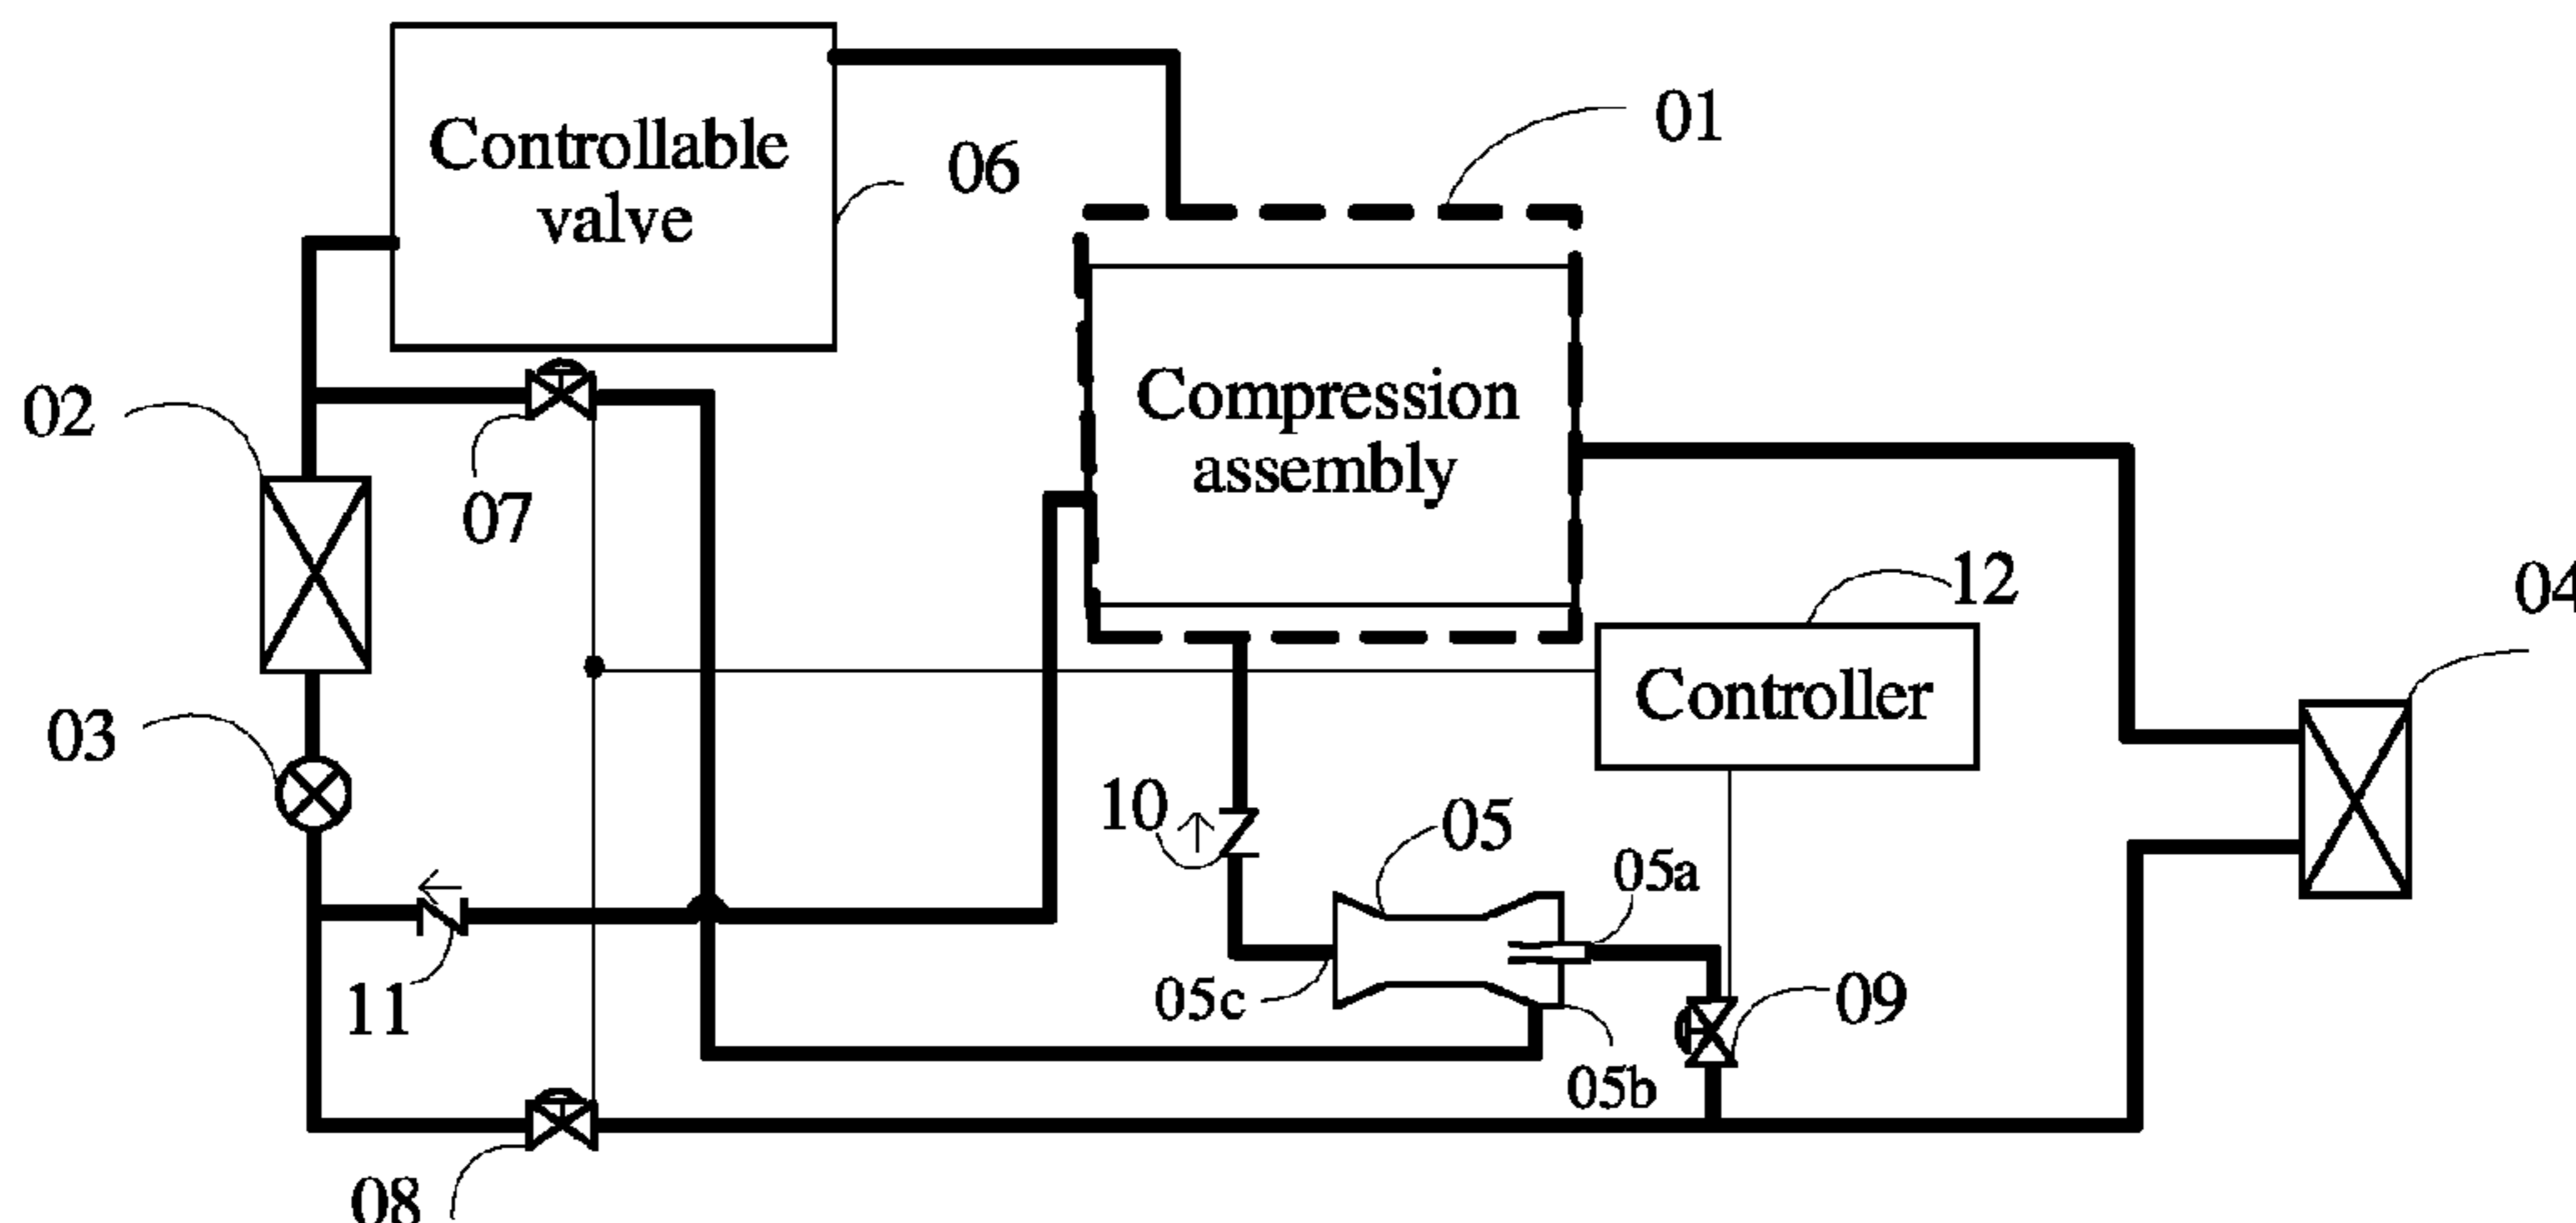 Controllable
valve
06
01
02
07
Compression
assembly
12
04
03
Controller
10
05
05a
11
05c
09
05b
08